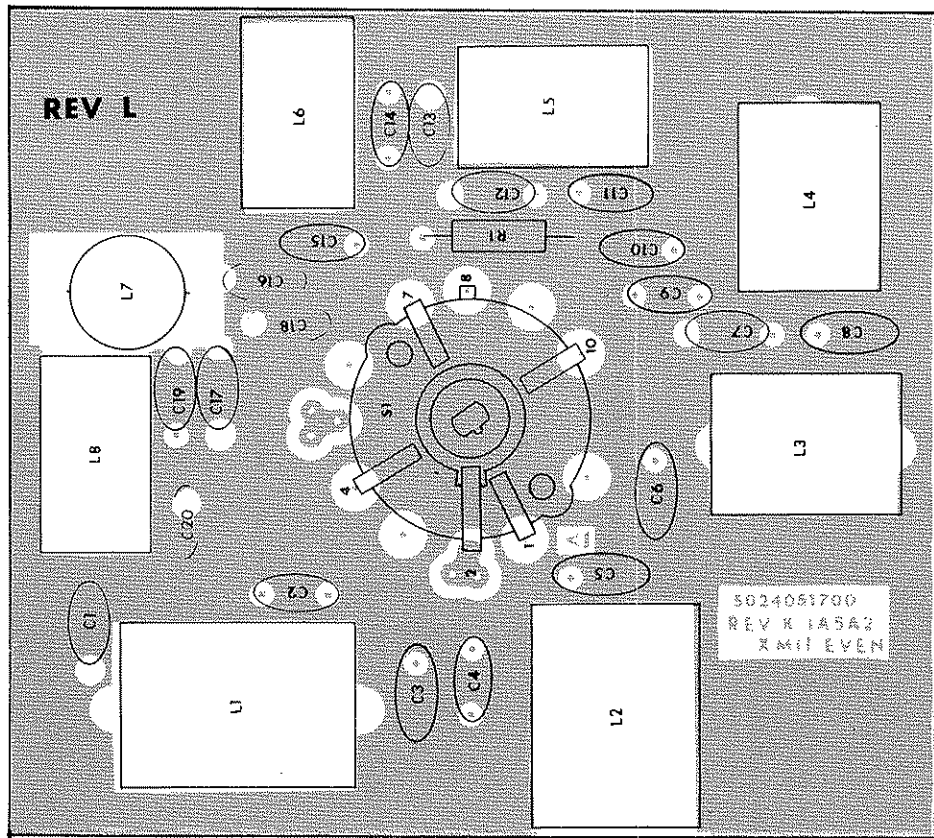 REV L
L6
C14
C13
L5
C12
C11
L4
C15
R1
C10
L7
C16
7
8
C9
C18
C7
C8
10
C19
C17
S1
L8
L3
4
C6
C20
1
A
2
C5
C1
C2
5024051700
REV K 1A5A2
XMIT EVEN
C3
C4
L1
L2